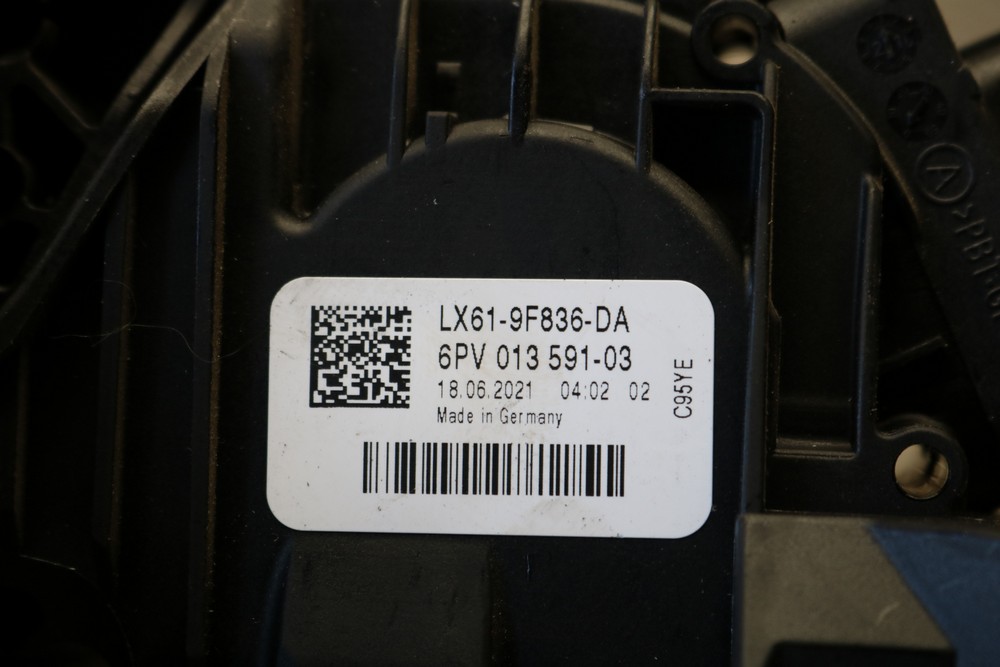 LX61-9F836-DA
6PV 013 591-03
18.06.2021 04:02 02
Made in Germany
C95YE
A